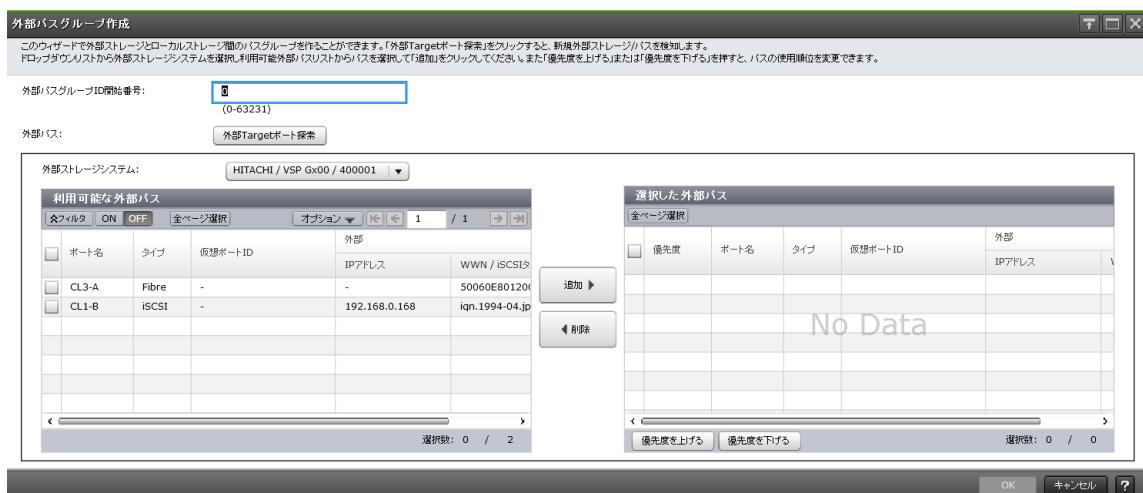 外部パスグループ作成
このウィザードで外部ストレージとローカルストレージ間のパスグループを作ることができます。「外部Targetポート探索」をクリックすると、新規外部ストレージ/パスを検知します。
ドロップダウンリストから外部ストレージシステムを選択し利用可能外部パスリストからパスを選択して「追加」をクリックしてください。また「優先度を上げる」または「優先度を下げる」を押すと、パスの使用順位を変更できます。
外部パスグループID開始番号:
0
(0-63231)
外部パス:
外部Targetポート探索
外部ストレージシステム:
HITACHI / VSP Gx00 / 400001
利用可能な外部パス
フィルタ ON OFF 全ページ選択 オプション 1 / 1
ポート名 タイプ 仮想ポートID 外部
IPアドレス WWN / iSCSIタ
CL3-A Fibre - - 50060E80120
CL1-B iSCSI - 192.168.0.168 iqn.1994-04.jp
選択数: 0 / 2
追加
削除
選択した外部パス
全ページ選択
優先度 ポート名 タイプ 仮想ポートID 外部
IPアドレス
No Data
優先度を上げる 優先度を下げる 選択数: 0 / 0
OK キャンセル ?